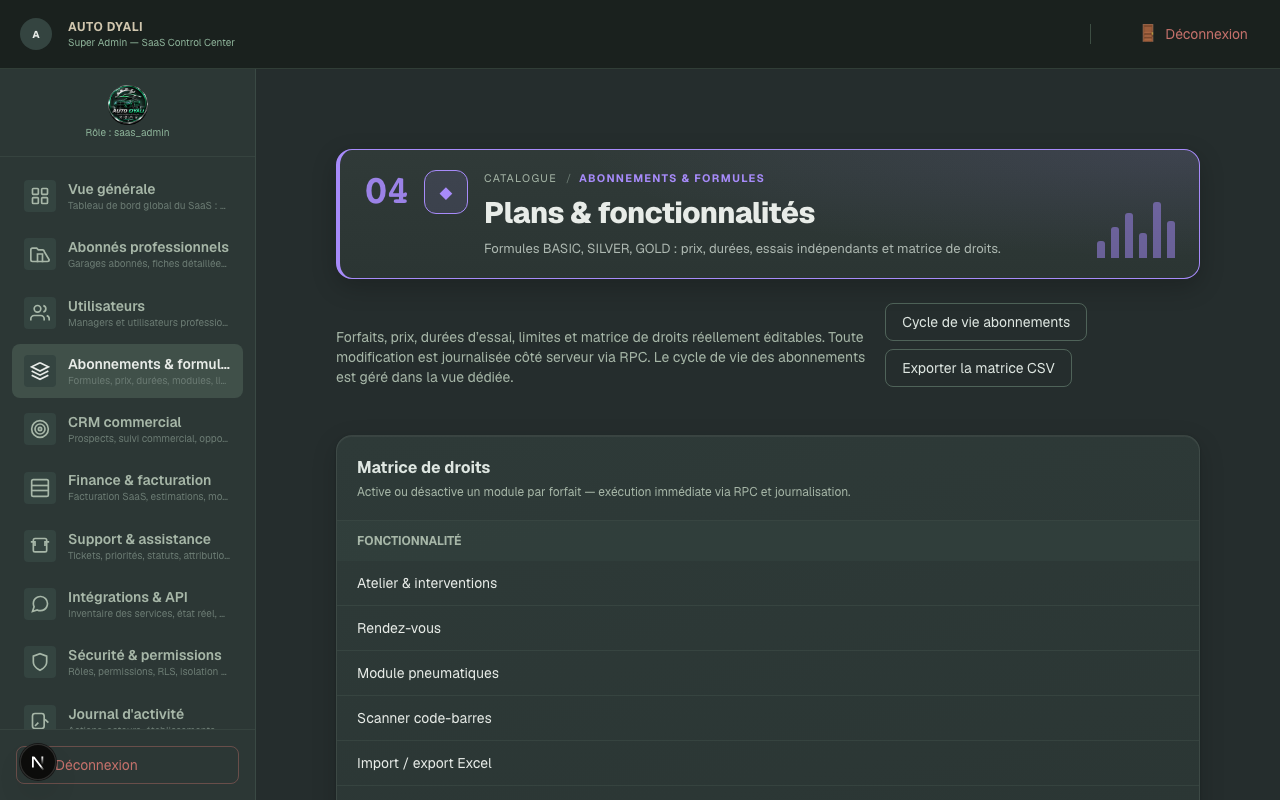 A
AUTO DYALI
Super Admin — SaaS Control Center
Déconnexion
AUTO DYALI
Rôle : saas_admin
Vue générale
Tableau de bord global du SaaS : ...
Abonnés professionnels
Garages abonnés, fiches détaillée...
Utilisateurs
Managers et utilisateurs professio...
Abonnements & formul...
Formules, prix, durées, modules, li...
CRM commercial
Prospects, suivi commercial, oppo...
Finance & facturation
Facturation SaaS, estimations, mo...
Support & assistance
Tickets, priorités, statuts, attributio...
Intégrations & API
Inventaire des services, état réel, ...
Sécurité & permissions
Rôles, permissions, RLS, isolation ...
Journal d'activité
Actions, acteurs, établissements...
N
Déconnexion
04
CATALOGUE / ABONNEMENTS & FORMULES
Plans & fonctionnalités
Formules BASIC, SILVER, GOLD : prix, durées, essais indépendants et matrice de droits.
Forfaits, prix, durées d'essai, limites et matrice de droits réellement éditables. Toute
modification est journalisée côté serveur via RPC. Le cycle de vie des abonnements
est géré dans la vue dédiée.
Cycle de vie abonnements
Exporter la matrice CSV
Matrice de droits
Active ou désactive un module par forfait — exécution immédiate via RPC et journalisation.
FONCTIONNALITÉ
Atelier & interventions
Rendez-vous
Module pneumatiques
Scanner code-barres
Import / export Excel